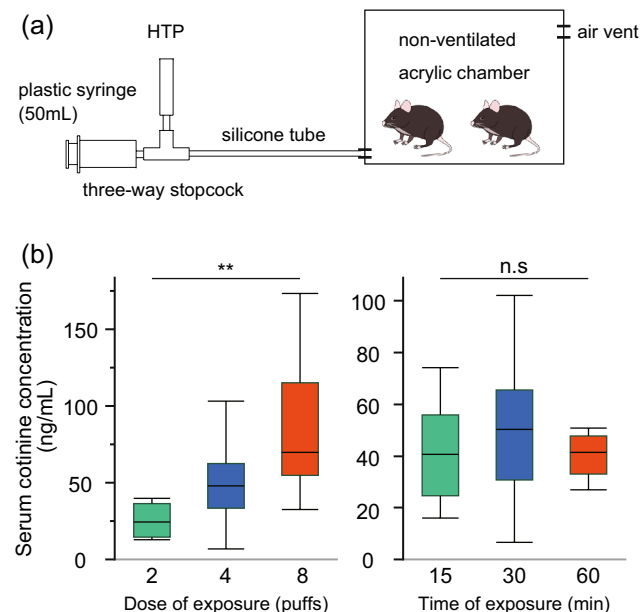 (a)
HTP
plastic syringe
(50mL)
silicone tube
three-way stopcock
non-ventilated
acrylic chamber
air vent
(b)
Serum cotinine concentration
(ng/mL)
**
150
100
50
0
2 4 8
Dose of exposure (puffs)
n.s
100
80
60
40
20
0
15 30 60
Time of exposure (min)